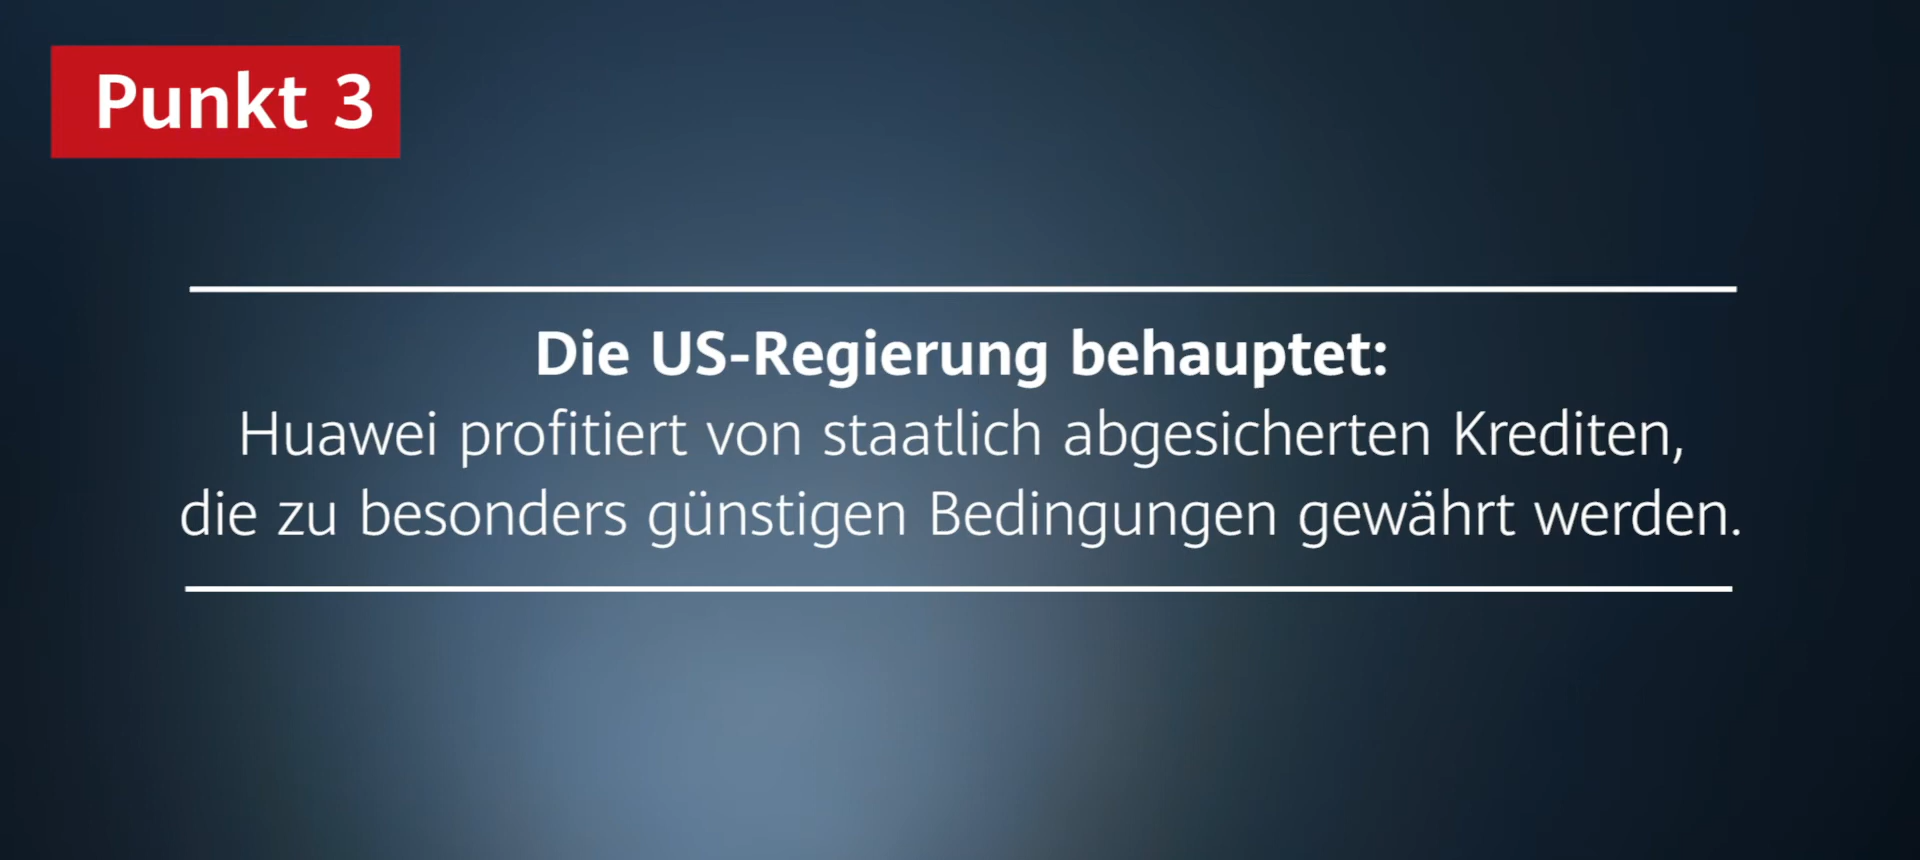 Punkt 3
Die US-Regierung behauptet:
Huawei profitiert von staatlich abgesicherten Krediten,
die zu besonders günstigen Bedingungen gewährt werden.